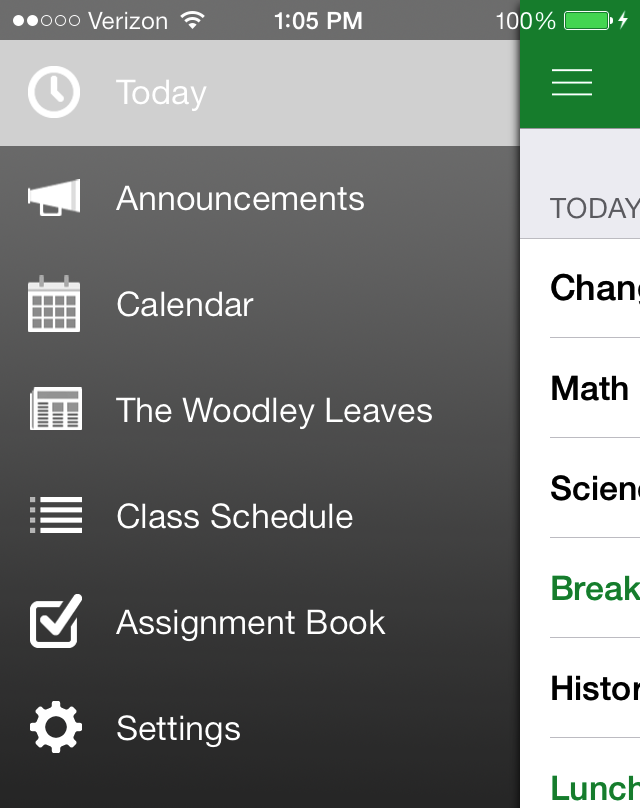 Verizon 1:05 PM 100%
Today
Announcements
Calendar
The Woodley Leaves
Class Schedule
Assignment Book
Settings
TODAY
Chang
Math
Scienc
Break
Histor
Lunch